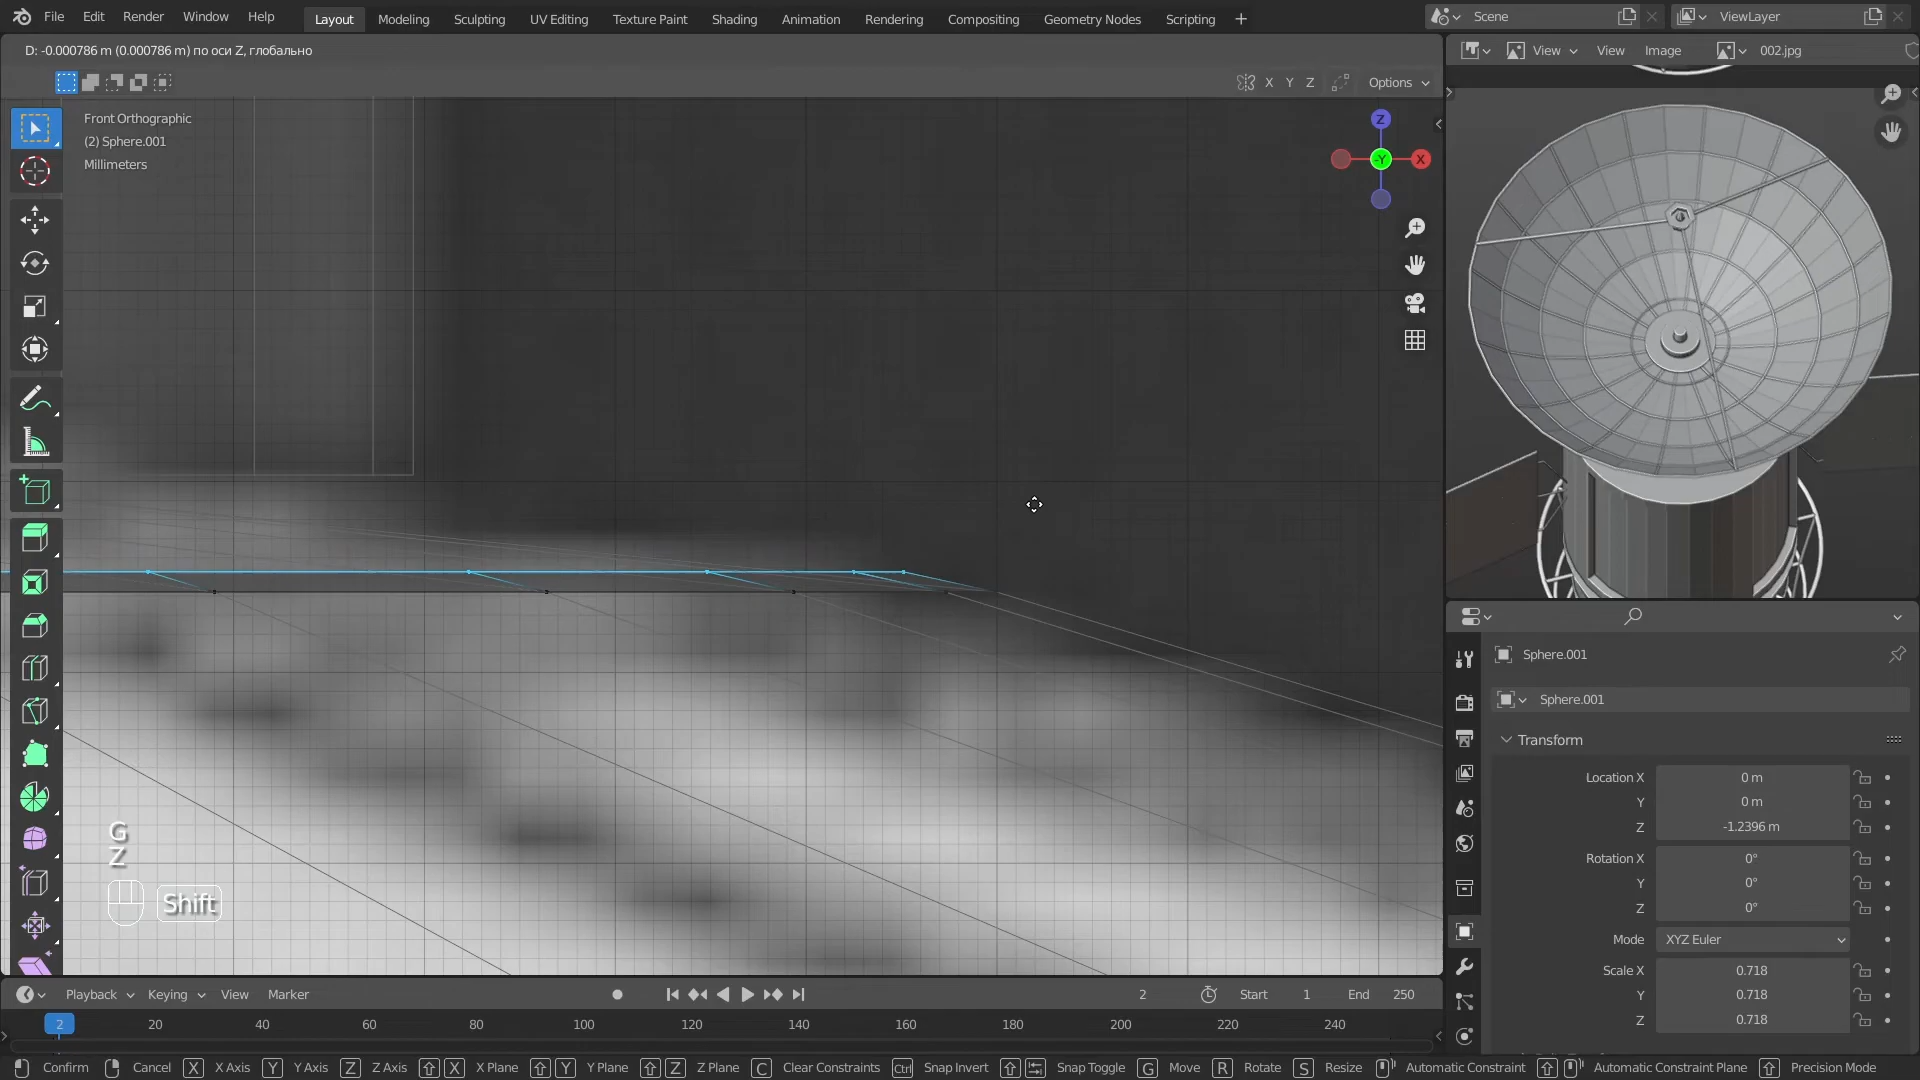 File Edit Render Window Help Layout Modeling Sculpting UV Editing Texture Paint Shading Animation Rendering Compositing Geometry Nodes Scripting + Scene ViewLayer
D: -0.000786 m (0.000786 m) по оси Z, глобально
View View Image 002.jpg
X Y Z Options
Front Orthographic
(2) Sphere.001
Millimeters
Z
-Y X
G
Z
Shift
Sphere.001
Sphere.001
Transform
Location X 0 m
Y 0 m
Z -1.2396 m
Rotation X 0°
Y 0°
Z 0°
Mode XYZ Euler
Scale X 0.718
Y 0.718
Z 0.718
Playback Keying View Marker 2 Start 1 End 250
2 20 40 60 80 100 120 140 160 180 200 220 240
Confirm Cancel X X Axis Y Y Axis Z Z Axis X X Plane Y Y Plane Z Z Plane C Clear Constraints Ctrl Snap Invert Snap Toggle G Move R Rotate S Resize Automatic Constraint Automatic Constraint Plane Precision Mode